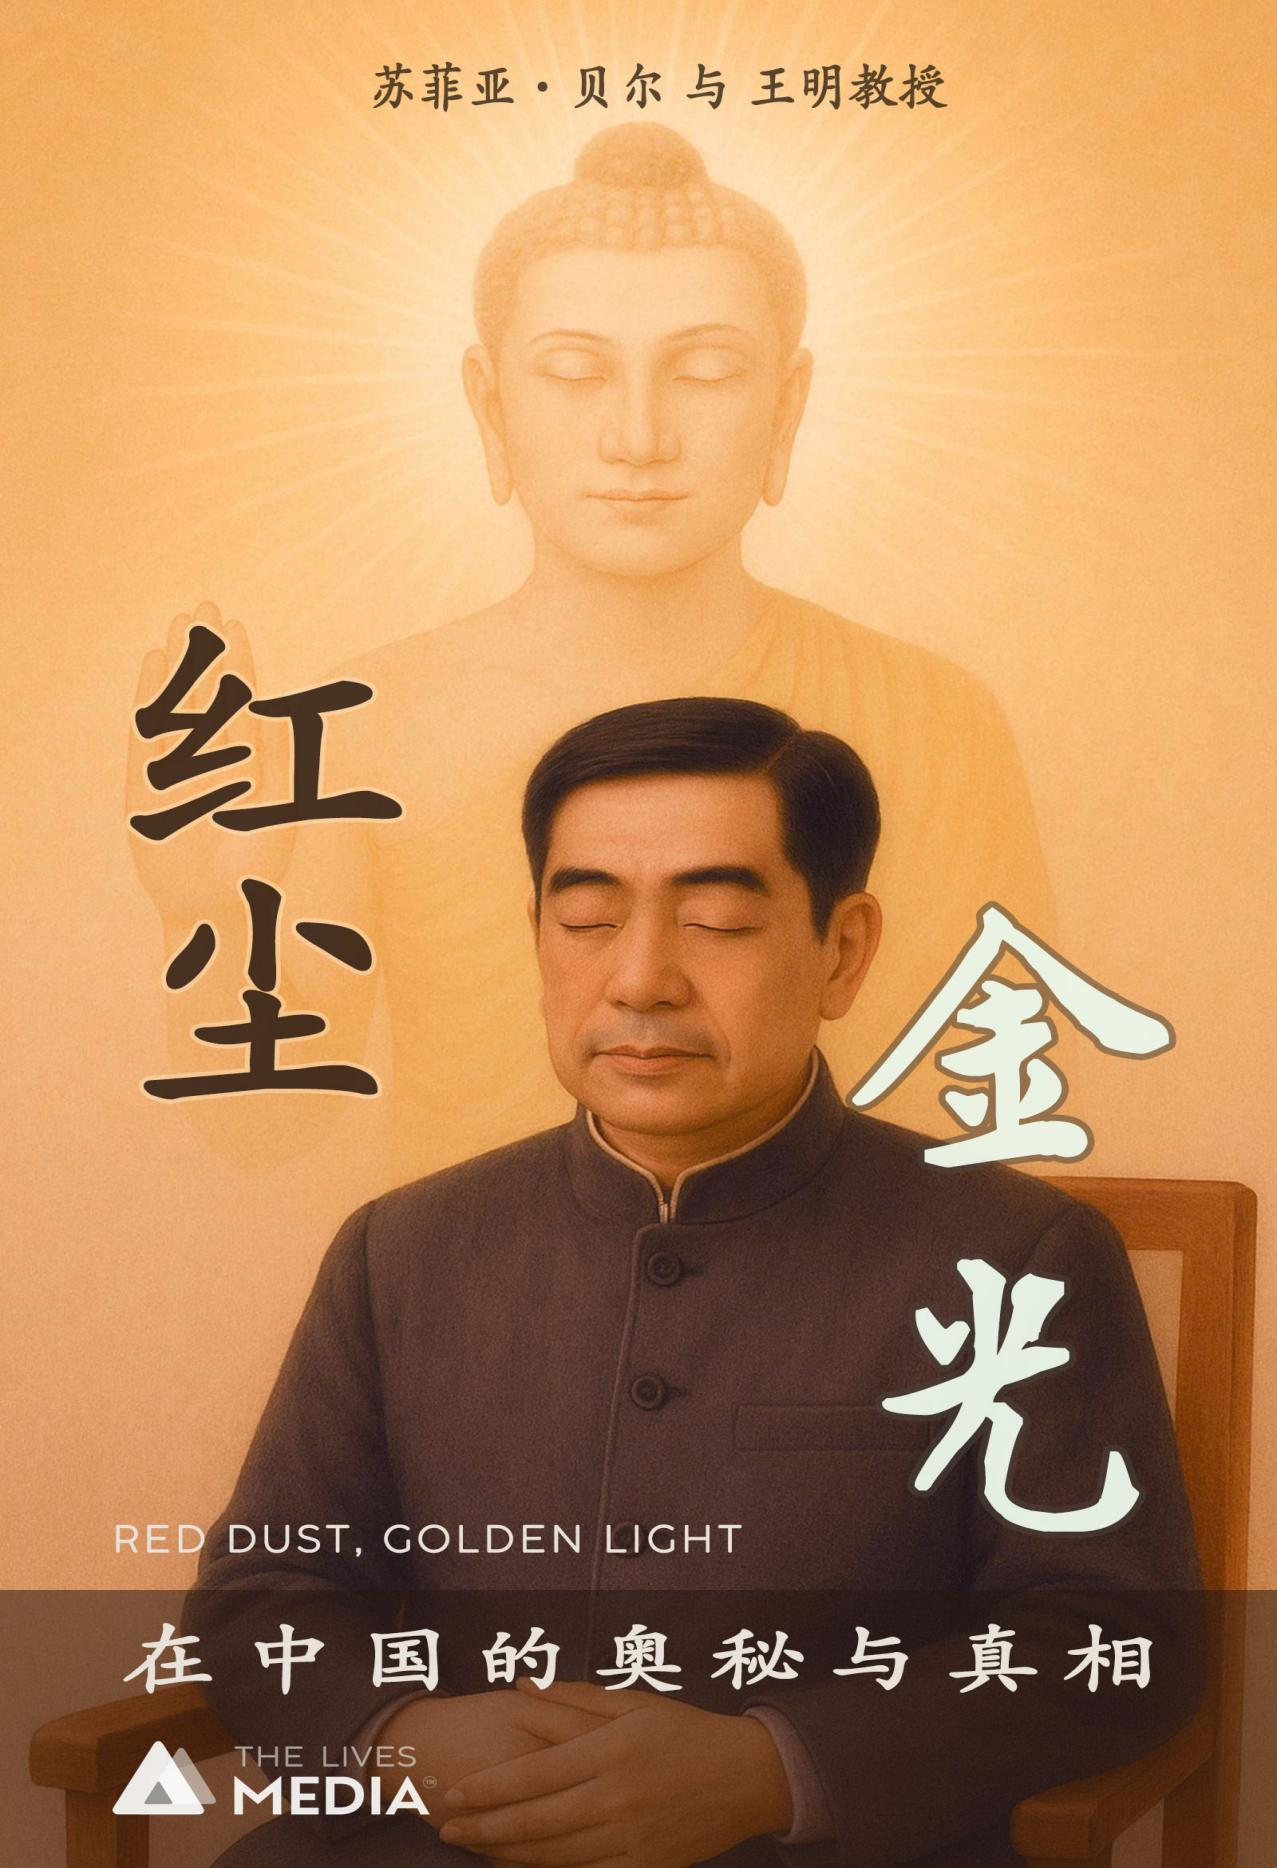 苏菲亚·贝尔 与 王明教授
红尘
金光
RED DUST, GOLDEN LIGHT
在中国的奥秘与真相
THE LIVES
MEDIA™